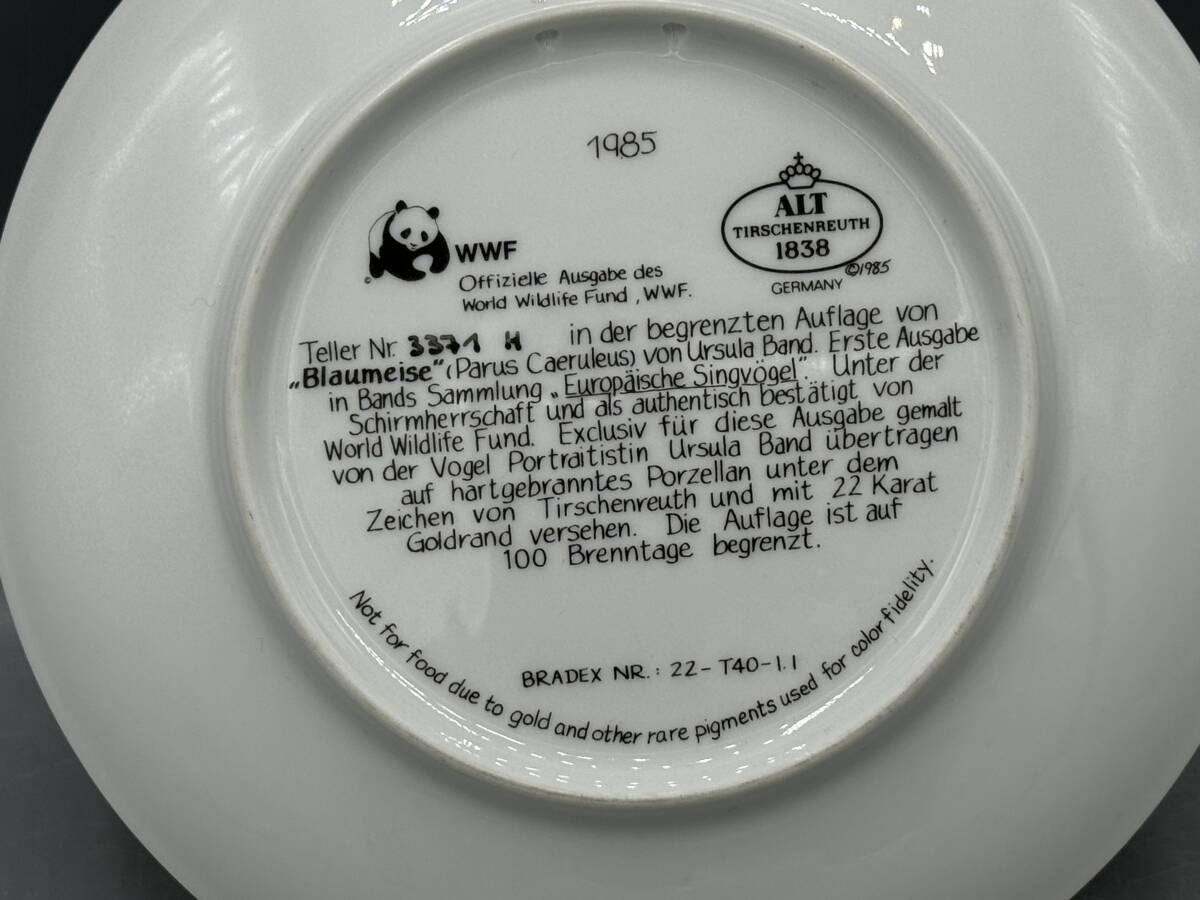 1985
WWF
Offizielle Ausgabe des
World Wildlife Fund, WWF.
ALT
TIRSCHENREUTH
1838
©1985
GERMANY
Teller Nr. 3371 H in der begrenzten Auflage von
„Blaumeise“ (Parus Caeruleus) von Ursula Band. Erste Ausgabe
in Bands Sammlung „Europäische Singvögel“. Unter der
Schirmherrschaft und als authentisch bestätigt von
World Wildlife Fund. Exclusiv für diese Ausgabe gemalt
von der Vogel Portraitistin Ursula Band übertragen
auf hartgebranntes Porzellan unter dem
Zeichen von Tirschenreuth und mit 22 Karat
Goldrand versehen. Die Auflage ist auf
100 Brenntage begrenzt.
BRADEX NR.: 22-T40-1.1
Not for food due to gold and other rare pigments used for color fidelity.